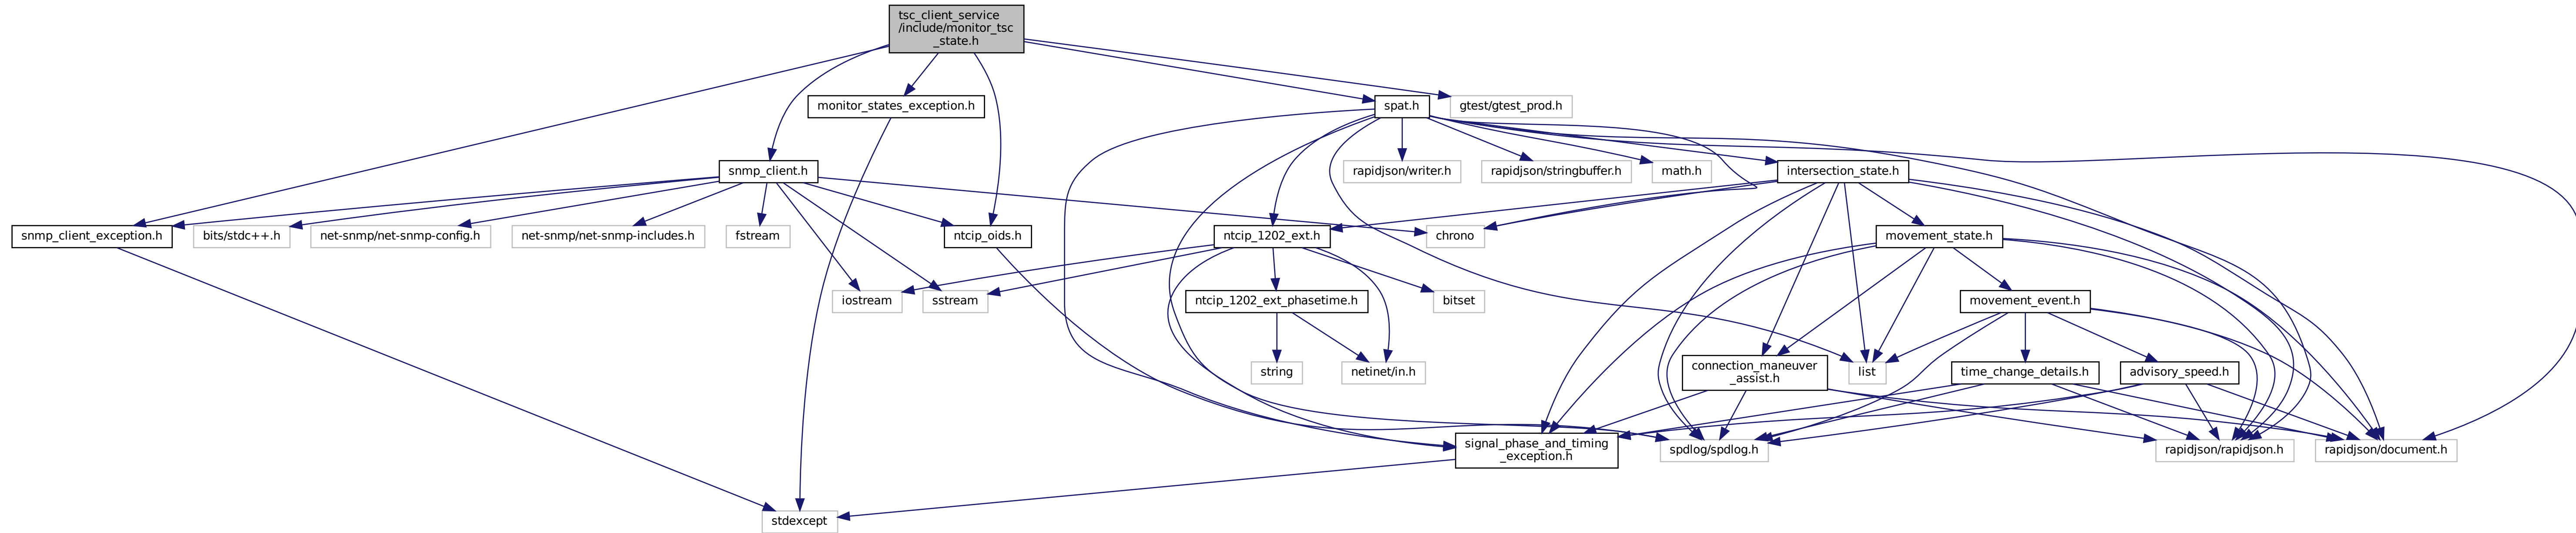 tsc_client_service
/include/monitor_tsc
_state.h
monitor_states_exception.h
spat.h
gtest/gtest_prod.h
snmp_client.h
rapidjson/writer.h
rapidjson/stringbuffer.h
math.h
intersection_state.h
snmp_client_exception.h
bits/stdc++.h
net-snmp/net-snmp-config.h
net-snmp/net-snmp-includes.h
fstream
ntcip_oids.h
ntcip_1202_ext.h
chrono
movement_state.h
iostream
sstream
ntcip_1202_ext_phasetime.h
bitset
movement_event.h
string
netinet/in.h
connection_maneuver
_assist.h
list
time_change_details.h
advisory_speed.h
signal_phase_and_timing
_exception.h
spdlog/spdlog.h
rapidjson/rapidjson.h
rapidjson/document.h
stdexcept